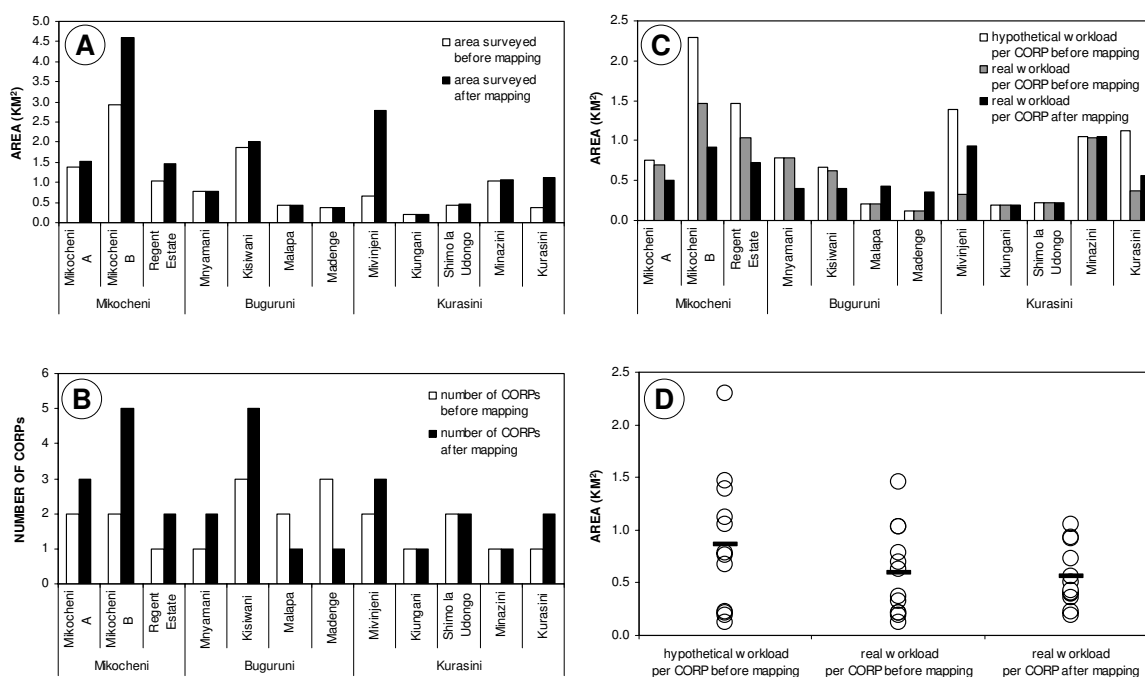 A
AREA (KM²)
5.0
4.5
4.0
3.5
3.0
2.5
2.0
1.5
1.0
0.5
0.0
area surveyed
before mapping
area surveyed
after mapping
Mikocheni
A
Mikocheni
B
Regent
Estate
Mnyamani
Kisiwani
Malapa
Madenge
Mivinjeni
Kiungani
Shimo la
Udongo
Minazini
Kurasini
Mikocheni
Buguruni
Kurasini
C
AREA (KM²)
2.5
2.0
1.5
1.0
0.5
0.0
hypothetical workload
per CORP before mapping
real workload
per CORP before mapping
real workload
per CORP after mapping
Mikocheni
A
Mikocheni
B
Regent
Estate
Mnyamani
Kisiwani
Malapa
Madenge
Mivinjeni
Kiungani
Shimo la
Udongo
Minazini
Kurasini
Mikocheni
Buguruni
Kurasini
B
NUMBER OF CORPs
6
5
4
3
2
1
0
number of CORPs
before mapping
number of CORPs
after mapping
Mikocheni
A
Mikocheni
B
Regent
Estate
Mnyamani
Kisiwani
Malapa
Madenge
Mivinjeni
Kiungani
Shimo la
Udongo
Minazini
Kurasini
Mikocheni
Buguruni
Kurasini
D
AREA (KM²)
2.5
2.0
1.5
1.0
0.5
0.0
hypothetical workload
per CORP before mapping
real workload
per CORP before mapping
real workload
per CORP after mapping